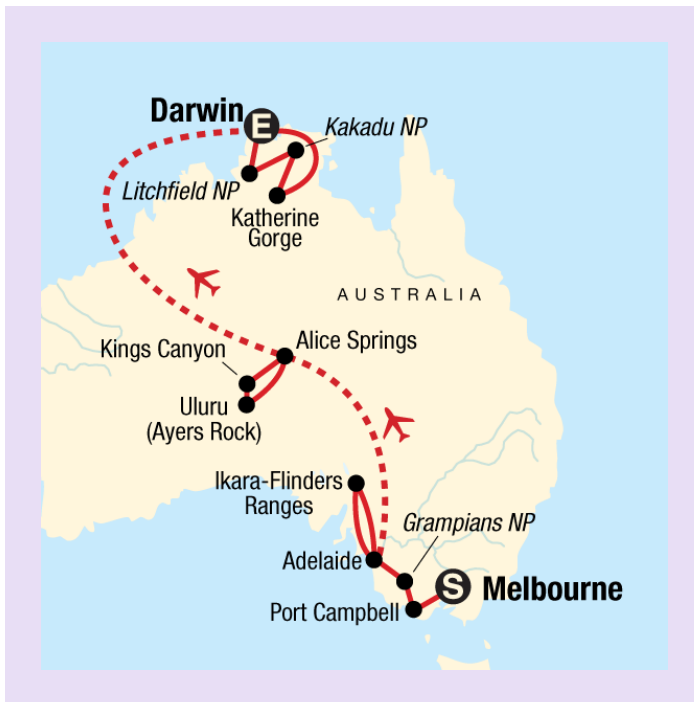 Darwin
E
Kakadu NP
Litchfield NP
Katherine
Gorge
AUSTRALIA
Alice Springs
Kings Canyon
Uluru
(Ayers Rock)
Ikara-Flinders
Ranges
Grampians NP
Adelaide
S
Melbourne
Port Campbell